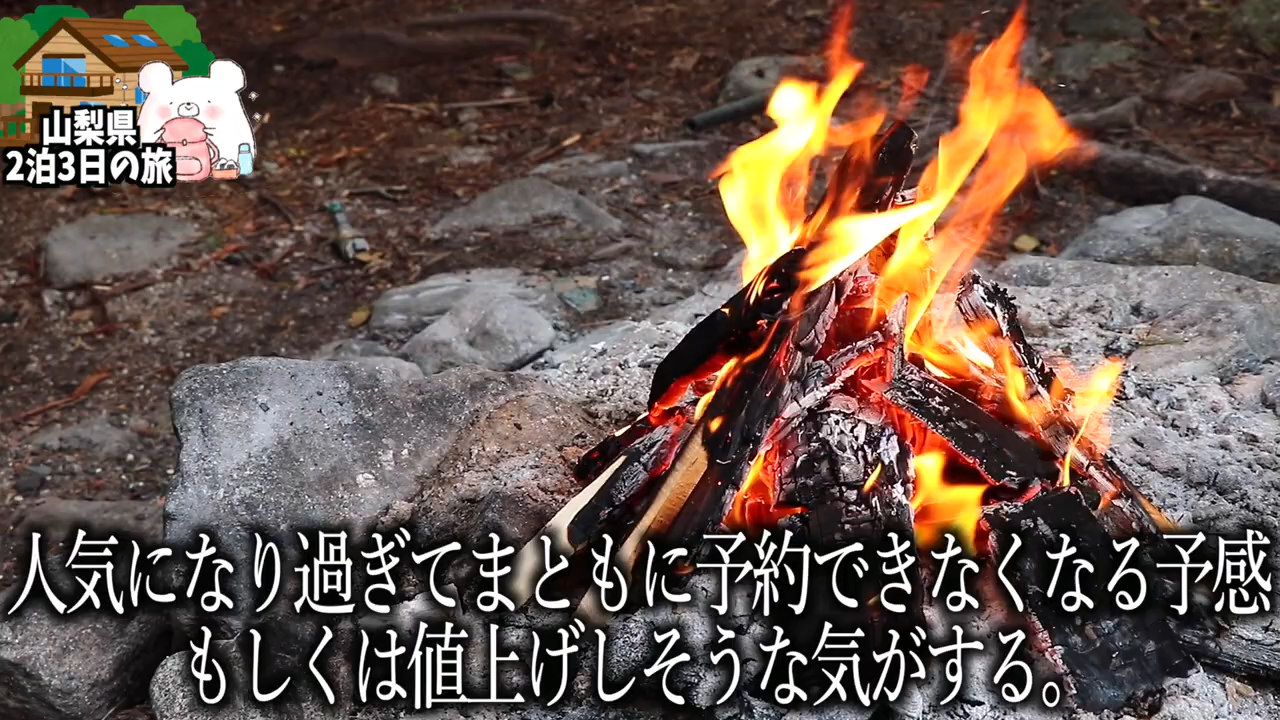 山梨県
2泊3日の旅
人気になり過ぎてまともに予約できなくなる予感
もしくは値上げしそうな気がする。